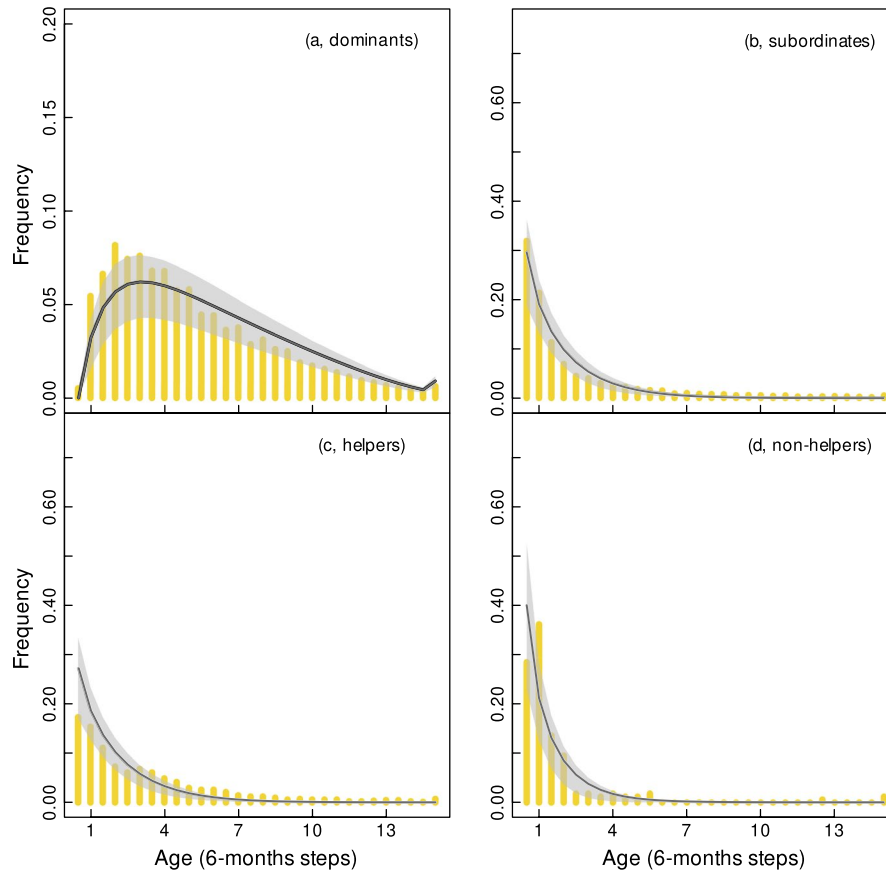 (a, dominants)
Frequency
0.00 0.05 0.10 0.15 0.20
(b, subordinates)
0.00 0.20 0.40 0.60
(c, helpers)
Frequency
0.00 0.20 0.40 0.60
1 4 7 10 13
Age (6-months steps)
(d, non-helpers)
0.00 0.20 0.40 0.60
1 4 7 10 13
Age (6-months steps)